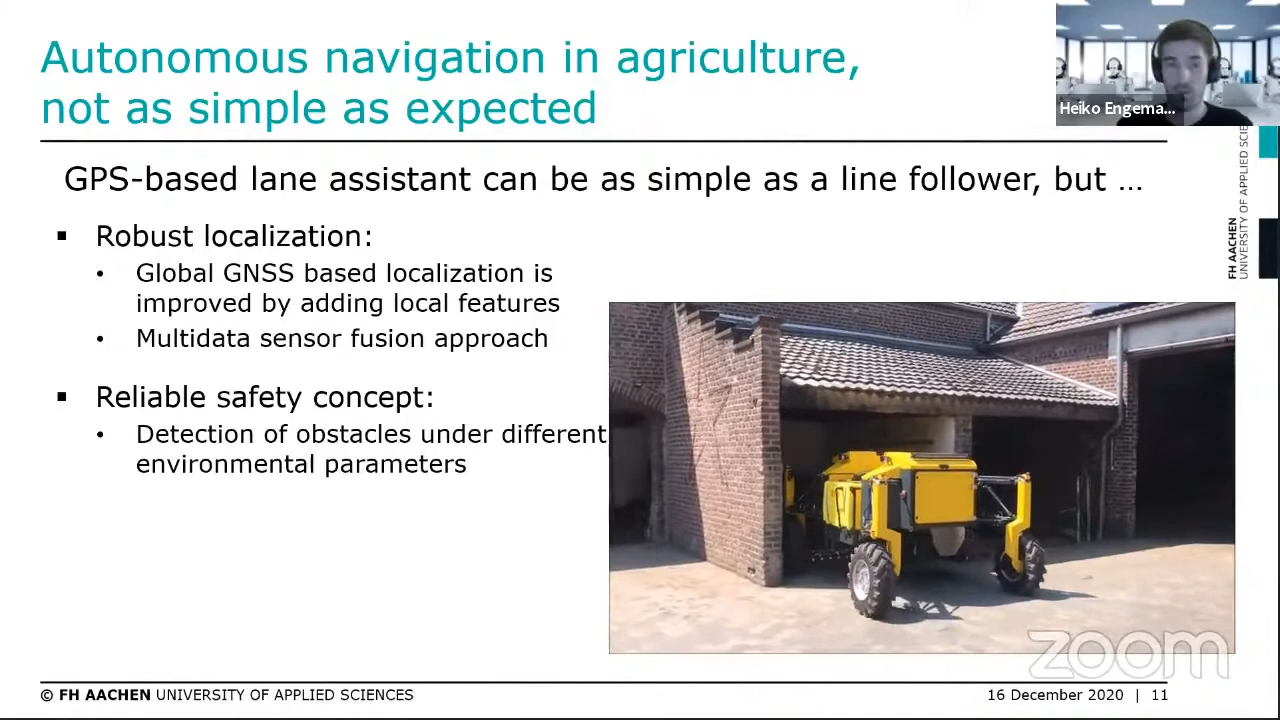 Autonomous navigation in agriculture,
not as simple as expected
Heiko Engema...
GPS-based lane assistant can be as simple as a line follower, but …
▪ Robust localization:
• Global GNSS based localization is
improved by adding local features
• Multidata sensor fusion approach
▪ Reliable safety concept:
• Detection of obstacles under different
environmental parameters
FH AACHEN
UNIVERSITY OF APPLIED SCIE
zoom
© FH AACHEN UNIVERSITY OF APPLIED SCIENCES
16 December 2020 | 11